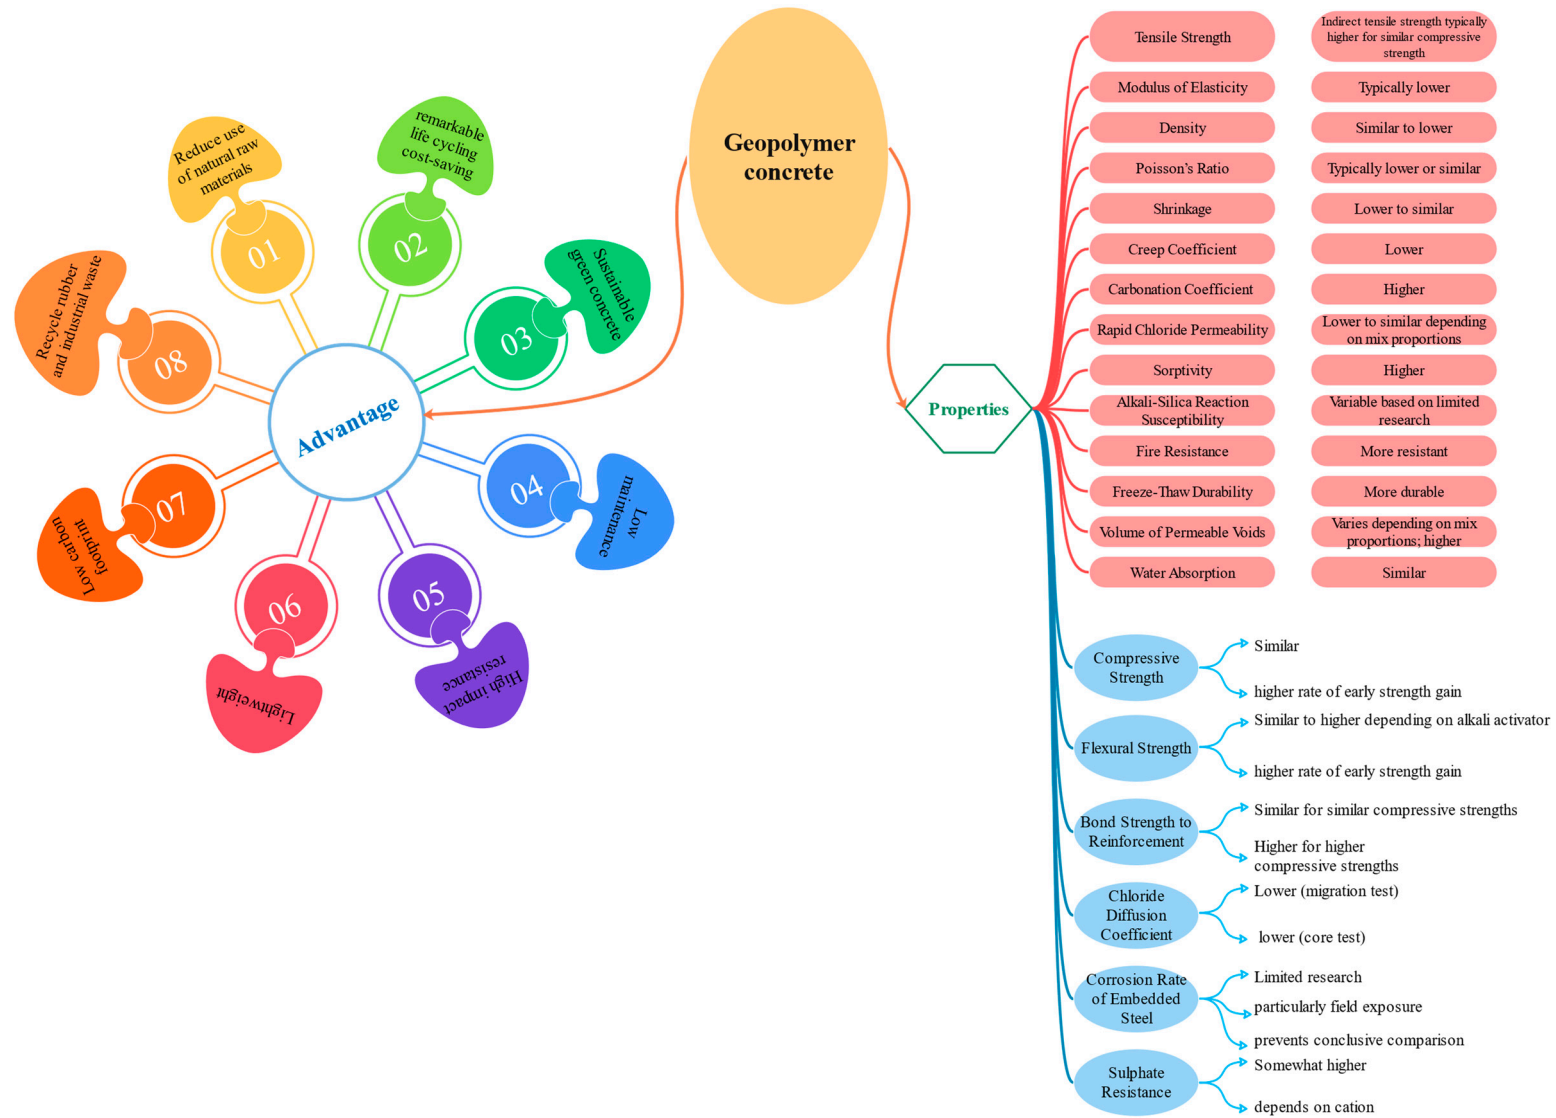 Geopolymer
concrete
Advantage
01
Reduce use
of natural raw
materials
02
remarkable
life cycling
cost-saving
03
Sustainable
green concrete
04
Low
maintenance
05
High impact
resistance
06
Lightweight
07
Low carbon
footprint
08
Recycle rubber
and industrial waste
Properties
Tensile Strength
Indirect tensile strength typically
higher for similar compressive
strength
Modulus of Elasticity
Typically lower
Density
Similar to lower
Poisson's Ratio
Typically lower or similar
Shrinkage
Lower to similar
Creep Coefficient
Lower
Carbonation Coefficient
Higher
Rapid Chloride Permeability
Lower to similar depending
on mix proportions
Sorptivity
Higher
Alkali-Silica Reaction
Susceptibility
Variable based on limited
research
Fire Resistance
More resistant
Freeze-Thaw Durability
More durable
Volume of Permeable Voids
Varies depending on mix
proportions; higher
Water Absorption
Similar
Compressive
Strength
Similar
higher rate of early strength gain
Flexural Strength
Similar to higher depending on alkali activator
higher rate of early strength gain
Bond Strength to
Reinforcement
Similar for similar compressive strengths
Higher for higher
compressive strengths
Chloride
Diffusion
Coefficient
Lower (migration test)
lower (core test)
Corrosion Rate
of Embedded
Steel
Limited research
particularly field exposure
prevents conclusive comparison
Sulphate
Resistance
Somewhat higher
depends on cation